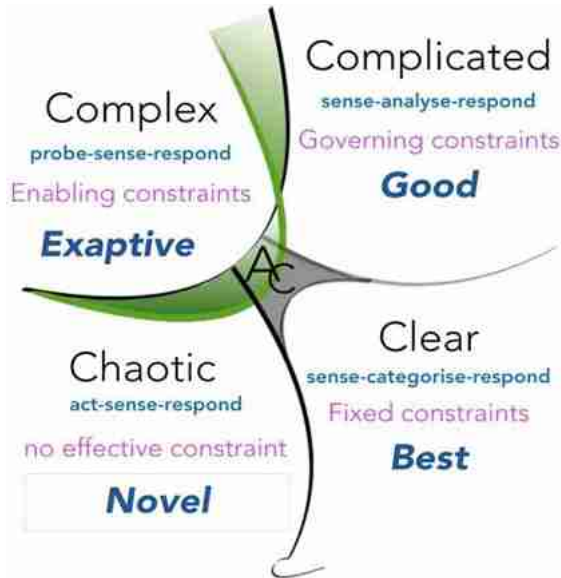 Complex
probe-sense-respond
Enabling constraints
Exaptive
Complicated
sense-analyse-respond
Governing constraints
Good
A
C
Chaotic
act-sense-respond
no effective constraint
Novel
Clear
sense-categorise-respond
Fixed constraints
Best